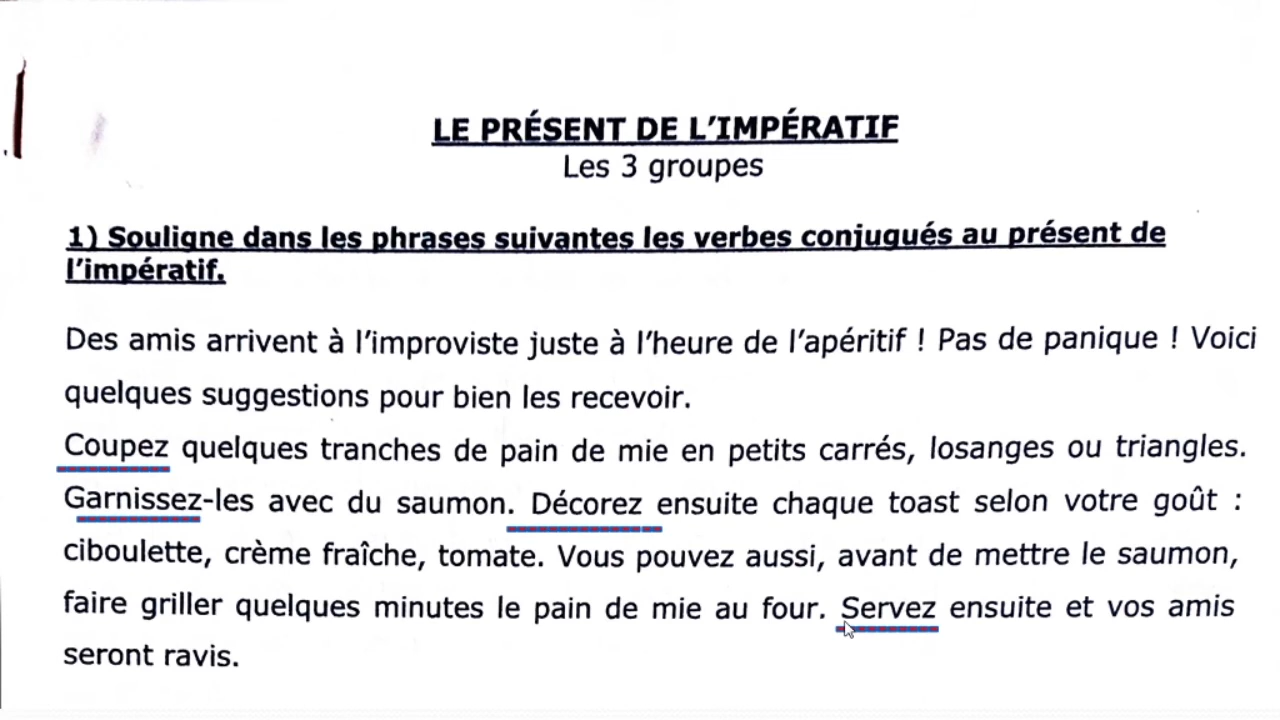 LE PRÉSENT DE L'IMPÉRATIF
Les 3 groupes
1) Souligne dans les phrases suivantes les verbes conjugués au présent de
l'impératif.
Des amis arrivent à l'improviste juste à l'heure de l'apéritif ! Pas de panique ! Voici
quelques suggestions pour bien les recevoir.
Coupez quelques tranches de pain de mie en petits carrés, losanges ou triangles.
Garnissez-les avec du saumon. Décorez ensuite chaque toast selon votre goût :
ciboulette, crème fraîche, tomate. Vous pouvez aussi, avant de mettre le saumon,
faire griller quelques minutes le pain de mie au four. Servez ensuite et vos amis
seront ravis.